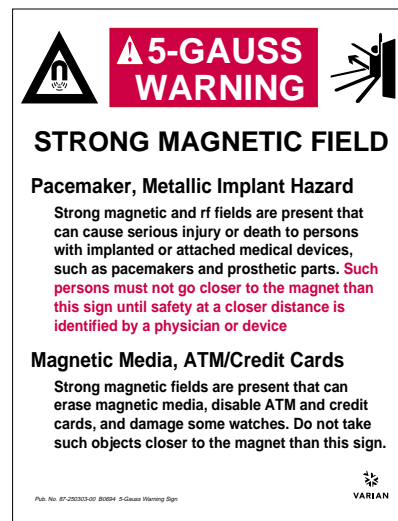 5-GAUSS
WARNING
STRONG MAGNETIC FIELD
Pacemaker, Metallic Implant Hazard
Strong magnetic and rf fields are present that
can cause serious injury or death to persons
with implanted or attached medical devices,
such as pacemakers and prosthetic parts. Such
persons must not go closer to the magnet than
this sign until safety at a closer distance is
identified by a physician or device
Magnetic Media, ATM/Credit Cards
Strong magnetic fields are present that can
erase magnetic media, disable ATM and credit
cards, and damage some watches. Do not take
such objects closer to the magnet than this sign.
Pub. No. 87-250303-00 B0694 5-Gauss Warning Sign
VARIAN